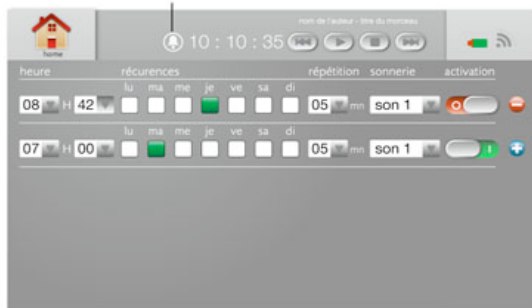 nom de l'auteur - titre du morceau
10 : 10 : 35
home
heure récurences répétition sonnerie activation
lu ma me je ve sa di
08 H 42 05 mn son 1 O
lu ma me je ve sa di
07 H 00 05 mn son 1 I